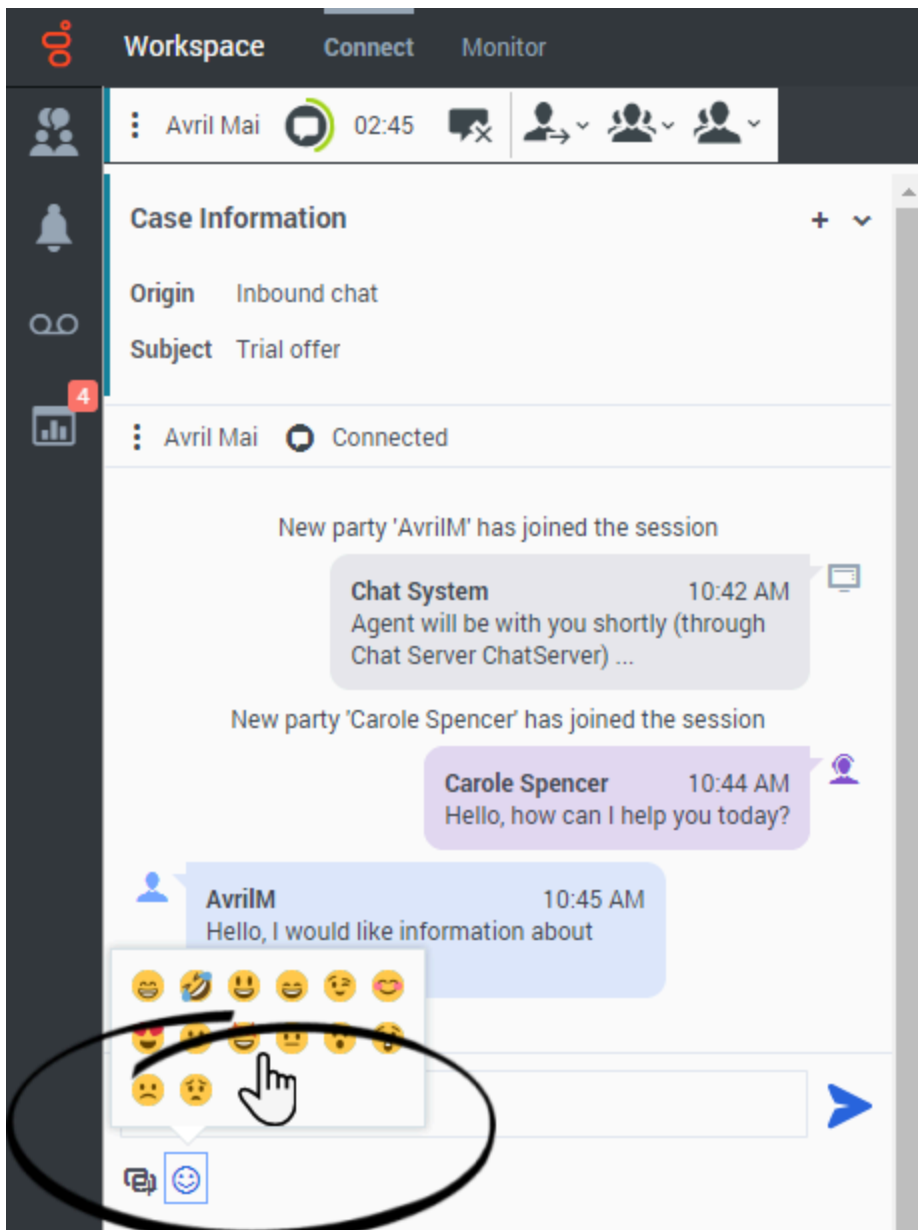 Workspace Connect Monitor
Avril Mai 02:45
Case Information
Origin Inbound chat
Subject Trial offer
4
Avril Mai Connected
New party 'AvrilM' has joined the session
Chat System 10:42 AM
Agent will be with you shortly (through
Chat Server ChatServer) ...
New party 'Carole Spencer' has joined the session
Carole Spencer 10:44 AM
Hello, how can I help you today?
AvrilM 10:45 AM
Hello, I would like information about